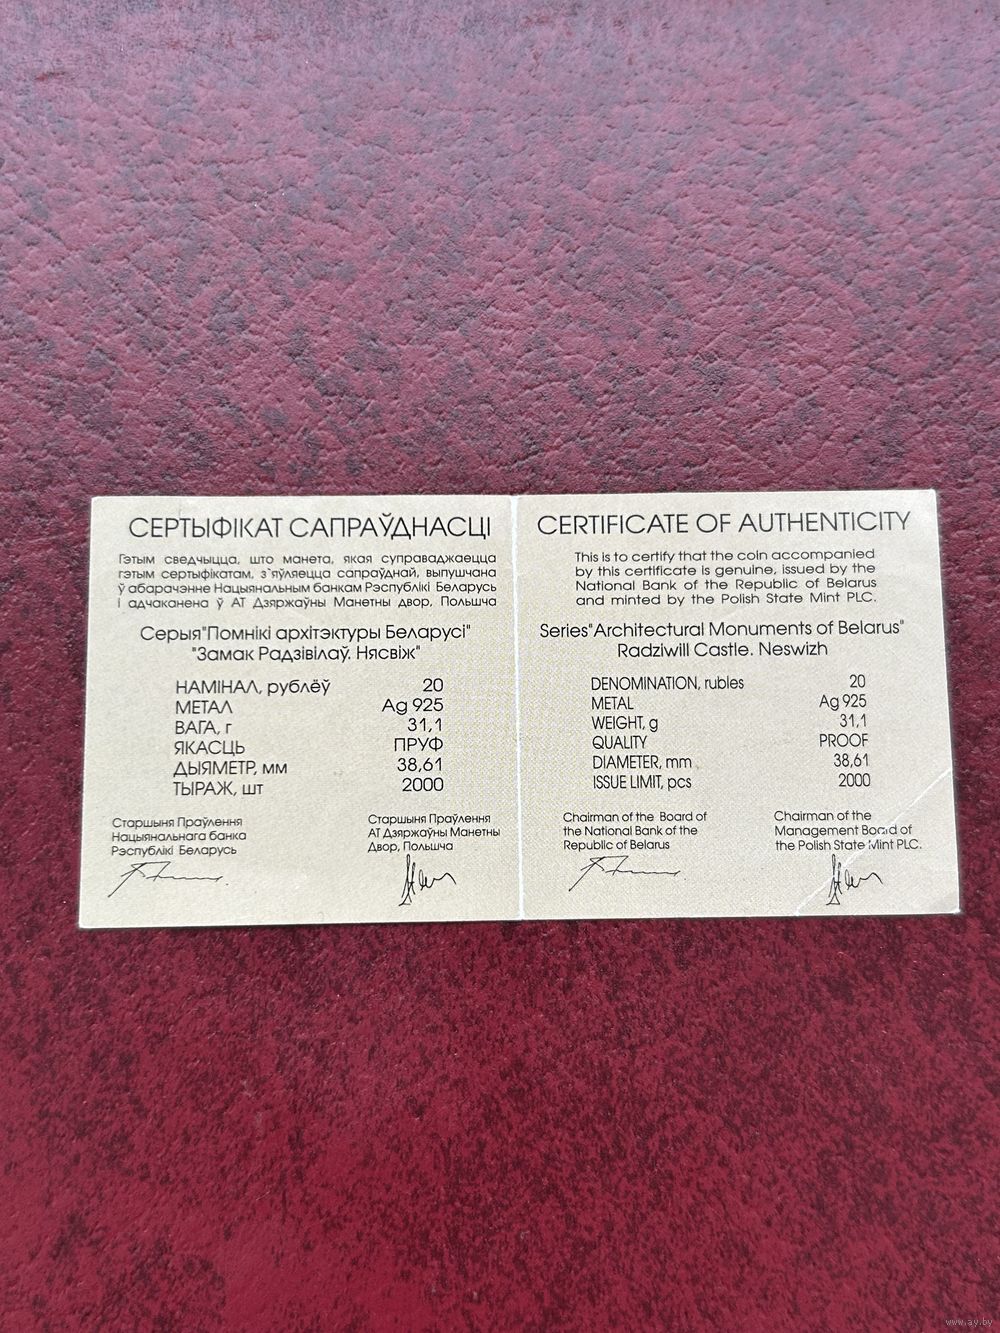 СЕРТЫФІКАТ САПРАЎДНАСЦІ
Гэтым сведчыцца, што манета, якая суправаджаецца
гэтым сертыфікатам, з`яўляецца сапраўднай, выпушчана
ў абарачэнне Нацыянальным банкам Рэспублікі Беларусь
і адчаканена ў АТ Дзяржаўны Манетны двор, Польшча
Серыя"Помнікі архітэктуры Беларусі"
"Замак Радзівілаў. Нясвіж"
НАМІНАЛ, рублёў 20
МЕТАЛ Ag 925
ВАГА, г 31,1
ЯКАСЦЬ ПРУФ
ДЫЯМЕТР, мм 38,61
ТЫРАЖ, шт 2000
Старшыня Праўлення
Нацыянальнага банка
Рэспублікі Беларусь
Старшыня Праўлення
АТ Дзяржаўны Манетны
Двор, Польшча
CERTIFICATE OF AUTHENTICITY
This is to certify that the coin accompanied
by this certificate is genuine, issued by the
National Bank of the Republic of Belarus
and minted by the Polish State Mint PLC.
Series"Architectural Monuments of Belarus"
Radziwill Castle. Neswizh
DENOMINATION, rubles 20
METAL Ag 925
WEIGHT, g 31,1
QUALITY PROOF
DIAMETER, mm 38,61
ISSUE LIMIT, pcs 2000
Chairman of the Board of
the National Bank of the
Republic of Belarus
Chairman of the
Management Board of
the Polish State Mint PLC.
www.ay.by